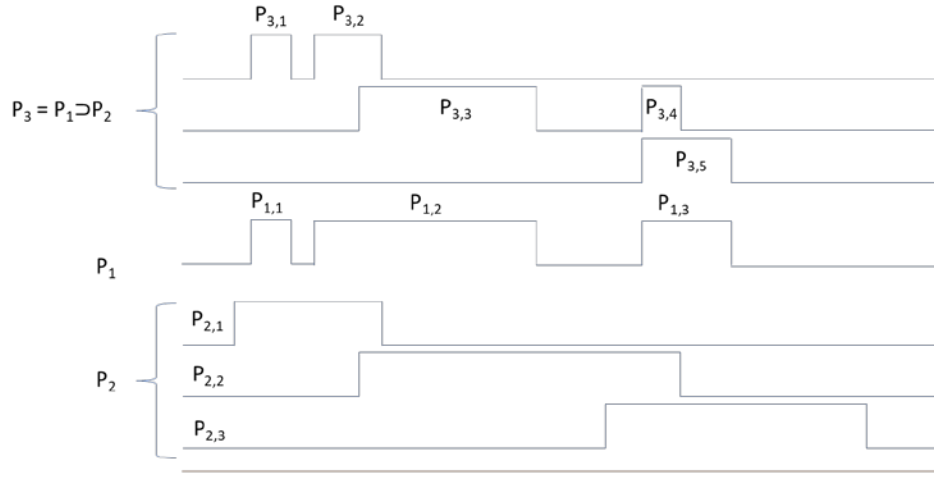 P3,1 P3,2
P3 = P1⊃P2
P3,3 P3,4
P3,5
P1,1 P1,2 P1,3
P1
P2,1
P2
P2,2
P2,3